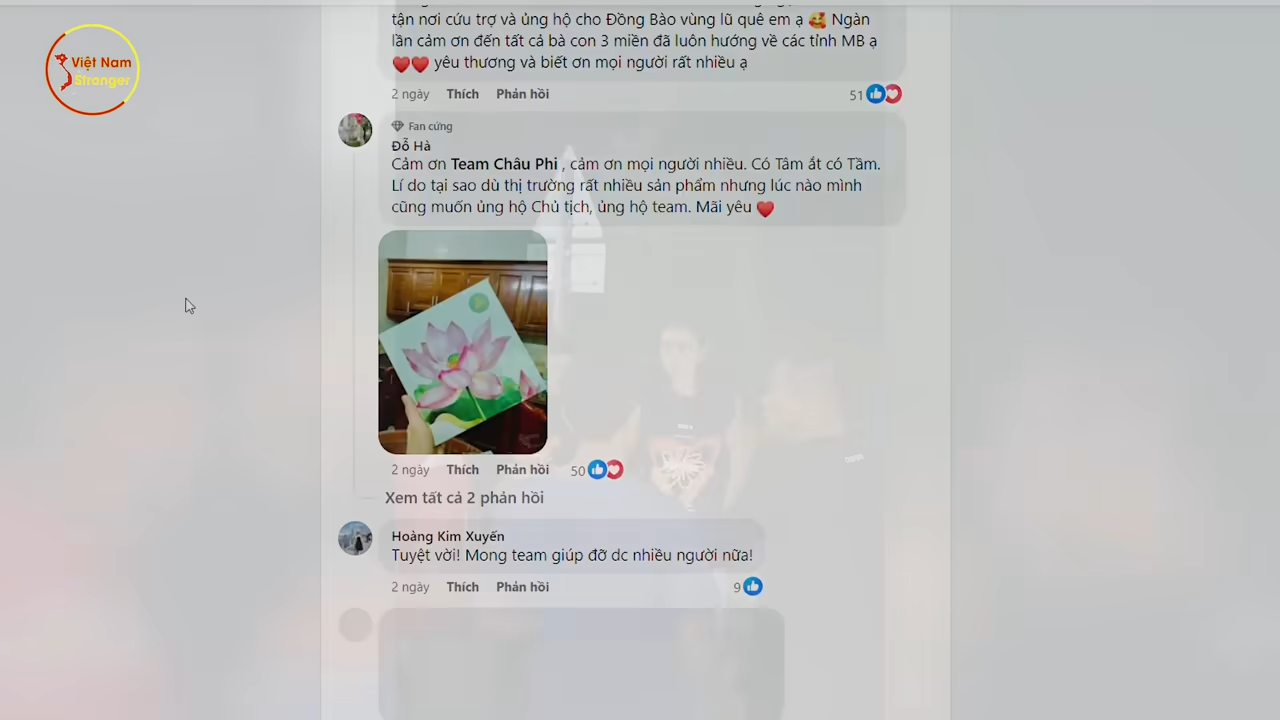 Việt Nam
Stranger
tận nơi cứu trợ và ủng hộ cho Đồng Bào vùng lũ quê em ạ 🥰 Ngàn
lần cảm ơn đến tất cả bà con 3 miền đã luôn hướng về các tỉnh MB ạ
❤️❤️ yêu thương và biết ơn mọi người rất nhiều ạ
2 ngày Thích Phản hồi 51
Fan cứng
Đỗ Hà
Cảm ơn Team Châu Phi , cảm ơn mọi người nhiều. Có Tâm ắt có Tầm.
Lí do tại sao dù thị trường rất nhiều sản phẩm nhưng lúc nào mình
cũng muốn ủng hộ Chủ tịch, ủng hộ team. Mãi yêu ❤️
2 ngày Thích Phản hồi 50
Xem tất cả 2 phản hồi
Hoàng Kim Xuyến
Tuyệt vời! Mong team giúp đỡ dc nhiều người nữa!
2 ngày Thích Phản hồi 9